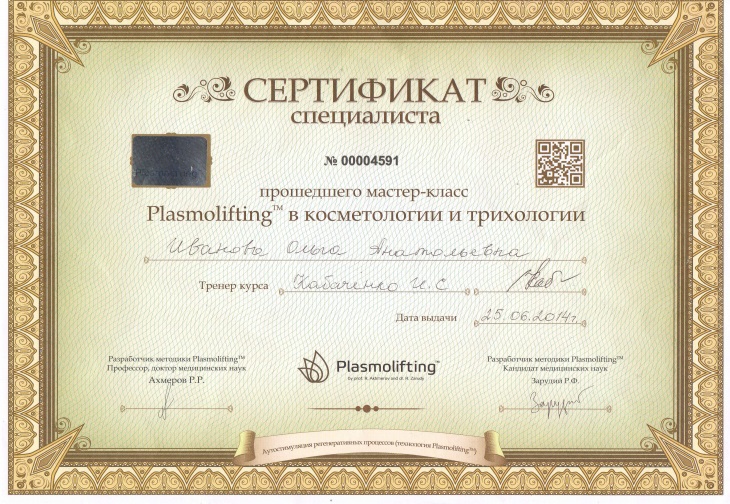 СЕРТИФИКАТ
специалиста
№ 00004591
прошедшего мастер-класс
Plasmolifting™ в косметологии и трихологии
Иванова Ольга Анатольевна
Тренер курса Кабаченко И.С
Дата выдачи 25.06.2014г.
Разработчик методики Plasmolifting™
Профессор, доктор медицинских наук
Ахмеров Р.Р.
Plasmolifting™
by prof. R. Akhmerov and dr. R. Zarudy
Разработчик методики Plasmolifting™
Кандидат медицинских наук
Зарудий Р.Ф.
Аутостимуляция регенеративных процессов (технология Plasmolifting™)